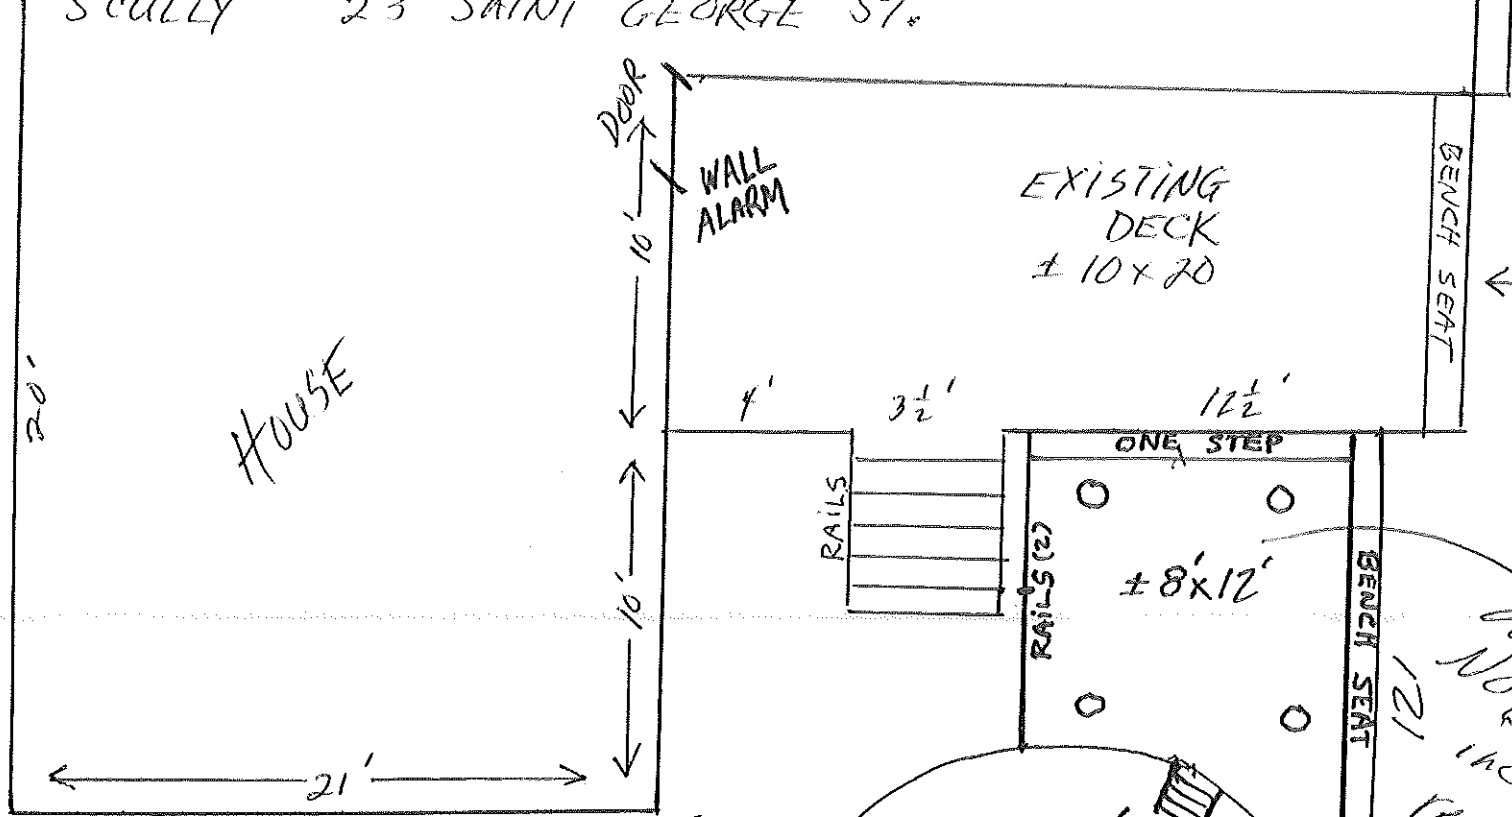 SCULLY 23 SAINT GEORGE ST.
DOOR
WALL
ALARM
10'
EXISTING
DECK
± 10 x 20
BENCH SEAT
20'
HOUSE
4'
3½'
12½'
ONE STEP
RAILS
RAILS (2)
± 8'x12'
BENCH SEAT
12'
10'
21'